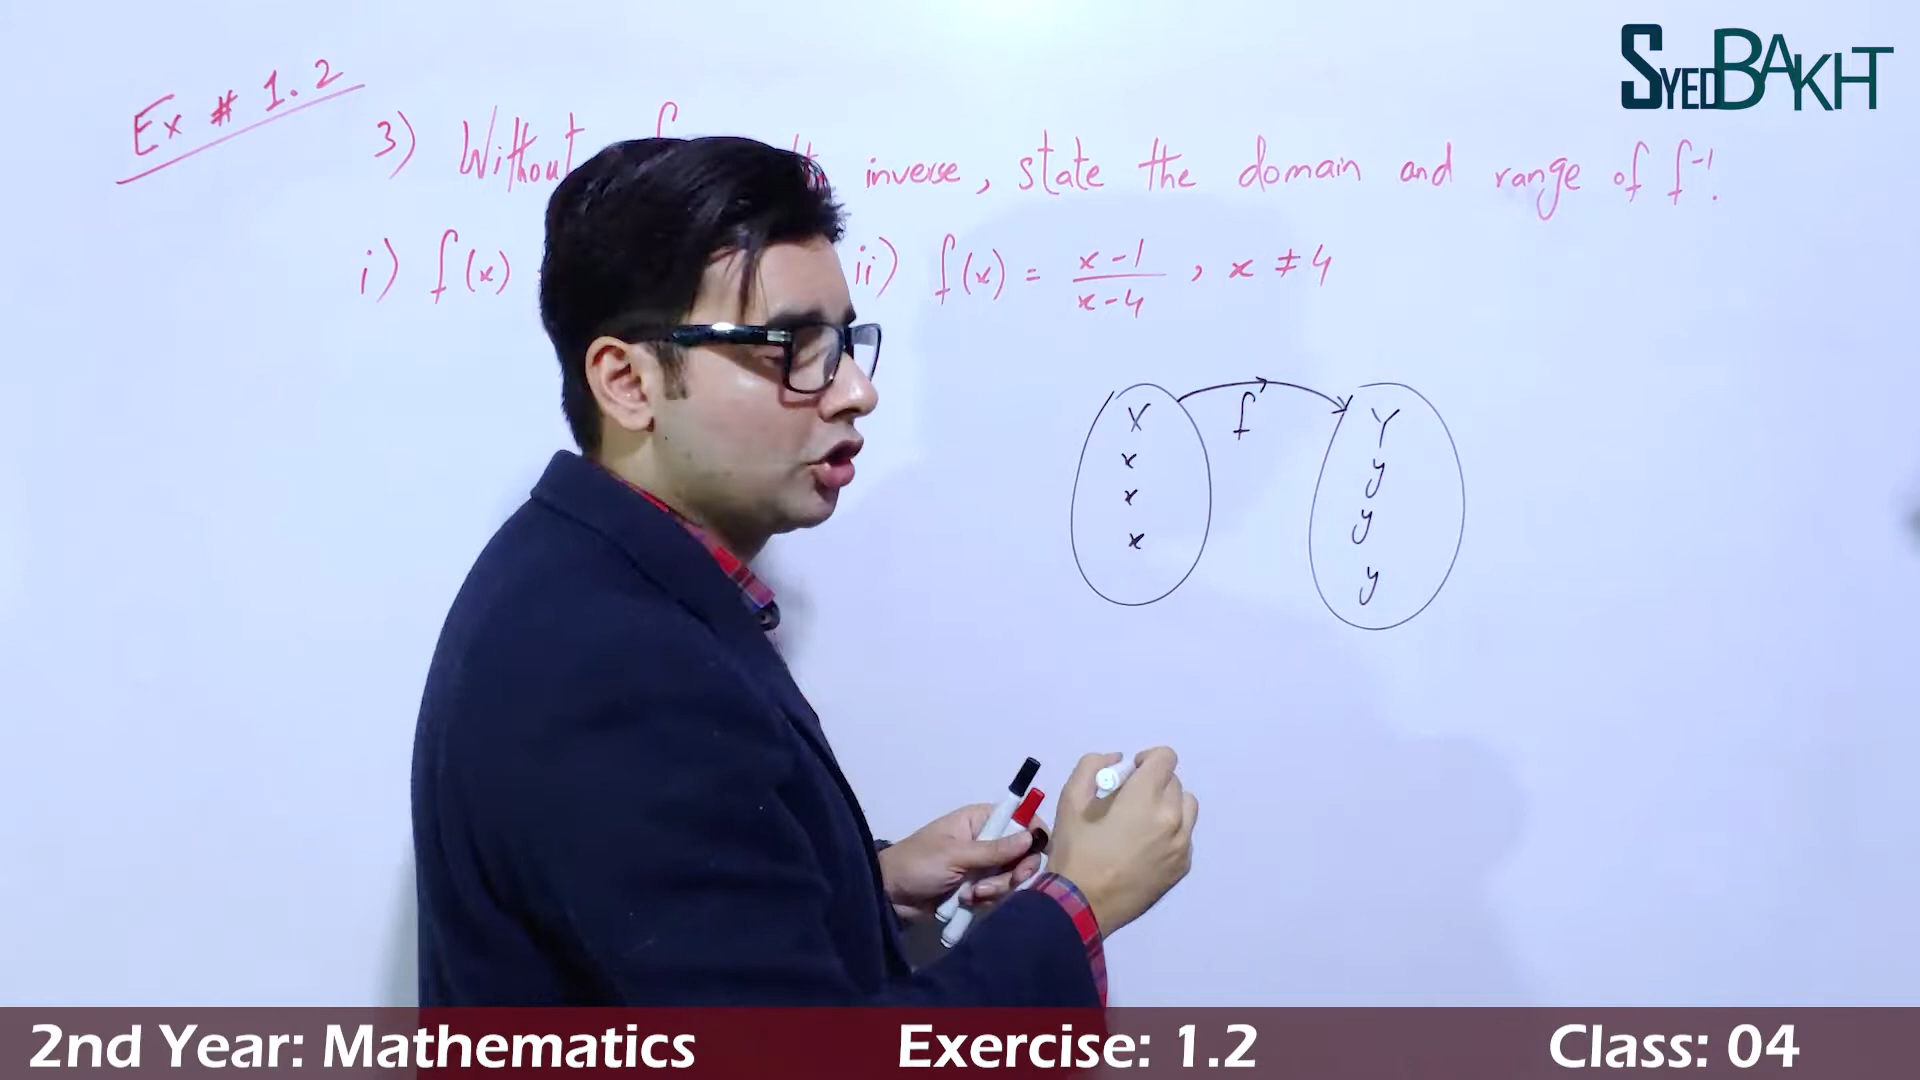 SYEDBAKHT
Ex # 1.2
3) Without inverse, state the domain and range of f⁻¹.
i) f(x) ii) f(x) = x-1 / x-4 , x ≠ 4
f
X
x
x
x
Y
y
y
y
2nd Year: Mathematics Exercise: 1.2 Class: 04